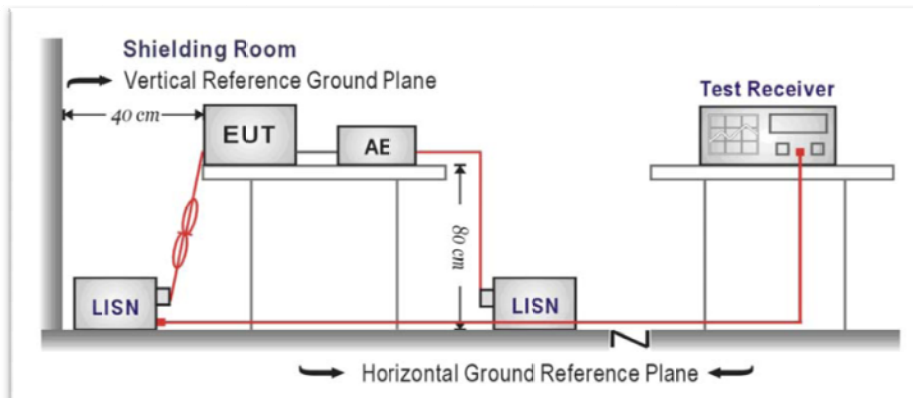 Shielding Room
Vertical Reference Ground Plane
Test Receiver
40 cm
EUT
AE
80 cm
LISN
LISN
Horizontal Ground Reference Plane